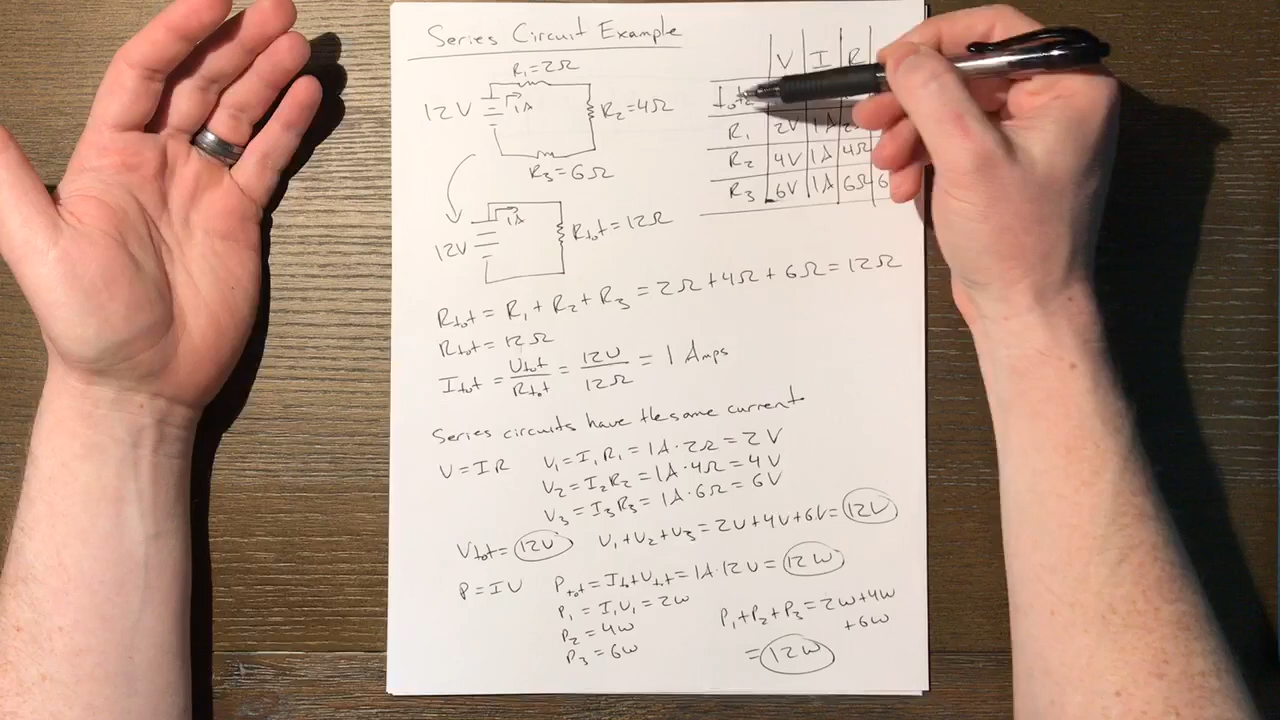 Series Circuit Example
R₁=2Ω
12V
1A
R₂=4Ω
R₃=6Ω
V I R
R₁ 2V 1A
R₂ 4V 1A 4Ω
R₃ 6V 1A 6Ω 6
1A
12V
Rtot=12Ω
Rtot = R₁ + R₂ + R₃ = 2Ω + 4Ω + 6Ω = 12Ω
Rtot = 12Ω
Itot = Vtot/Rtot = 12V/12Ω = 1 Amps
Series circuits have the same current
V=IR
V₁=I₁R₁=1A·2Ω=2V
V₂=I₂R₂=1A·4Ω=4V
V₃=I₃R₃=1A·6Ω=6V
Vtot=12V
V₁+V₂+V₃=2V+4V+6V=12V
P=IV
Ptot=ItotVtot=1A·12V=12W
P₁=I₁V₁=2W
P₂=4W
P₃=6W
P₁+P₂+P₃=2W+4W
+6W
=12W